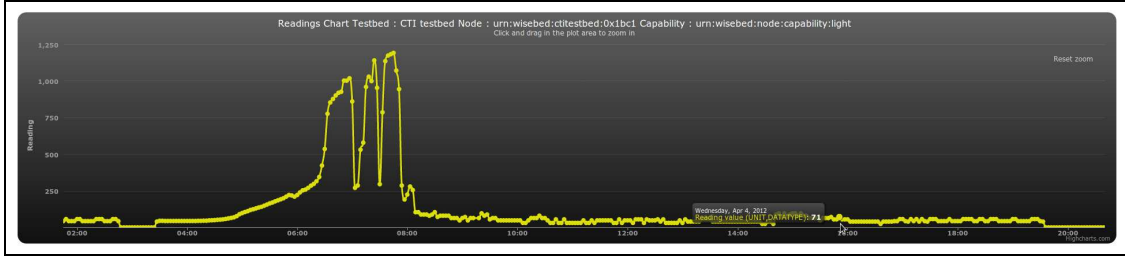 Readings Chart Testbed : CTI testbed Node : urn:wisebed:ctitestbed:0x1bc1 Capability : urn:wisebed:node:capability:light
Click and drag in the plot area to zoom in
Reset zoom
1,250
1,000
750
500
250
Reading
Wednesday, Apr 4, 2012
Reading value (UNIT,DATATYPE): 71
02:00 04:00 06:00 08:00 10:00 12:00 14:00 16:00 18:00 20:00
Highcharts.com